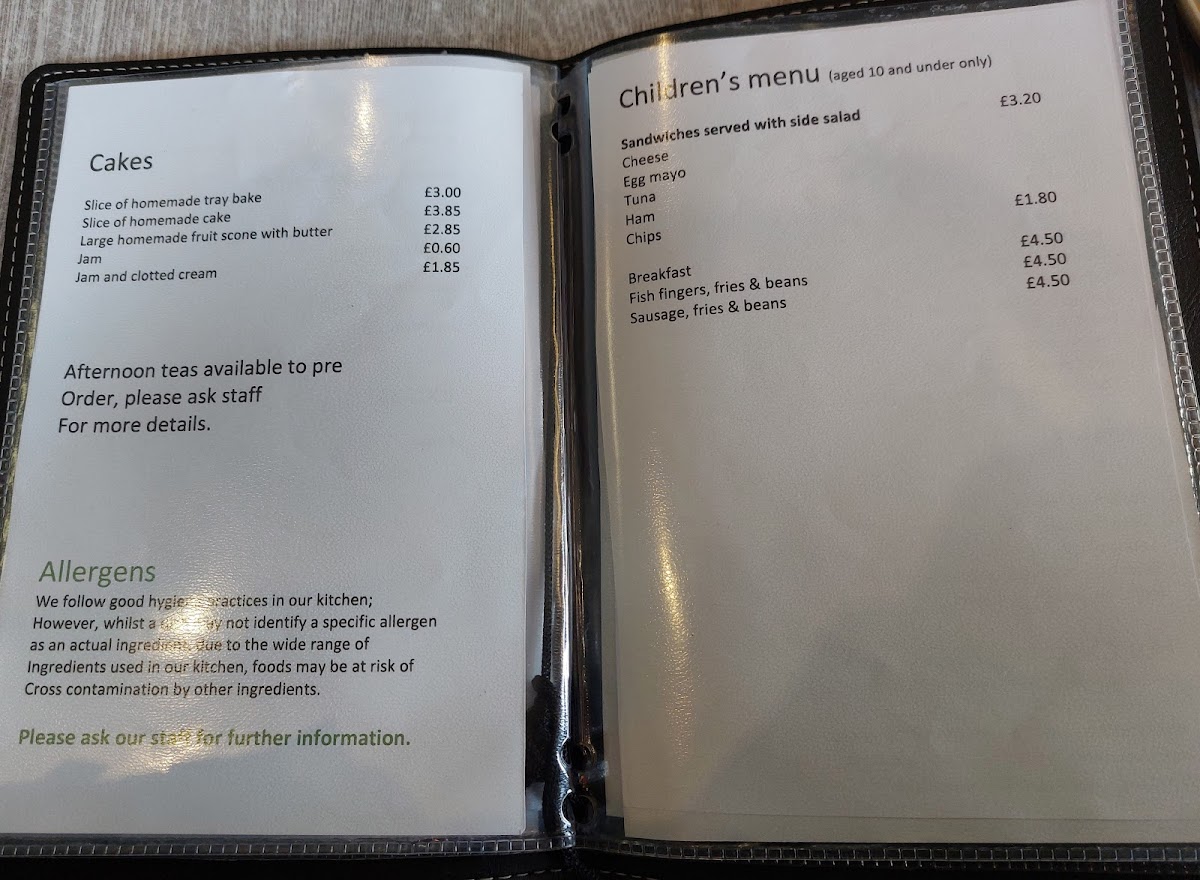 Cakes
Slice of homemade tray bake £3.00
Slice of homemade cake £3.85
Large homemade fruit scone with butter £2.85
Jam £0.60
Jam and clotted cream £1.85
Afternoon teas available to pre
Order, please ask staff
For more details.
Allergens
We follow good hygiene practices in our kitchen;
However, whilst a may not identify a specific allergen
as an actual ingredient, due to the wide range of
Ingredients used in our kitchen, foods may be at risk of
Cross contamination by other ingredients.
Please ask our staff for further information.
Children's menu (aged 10 and under only)
Sandwiches served with side salad £3.20
Cheese
Egg mayo
Tuna
Ham
Chips £1.80
Breakfast £4.50
Fish fingers, fries & beans £4.50
Sausage, fries & beans £4.50